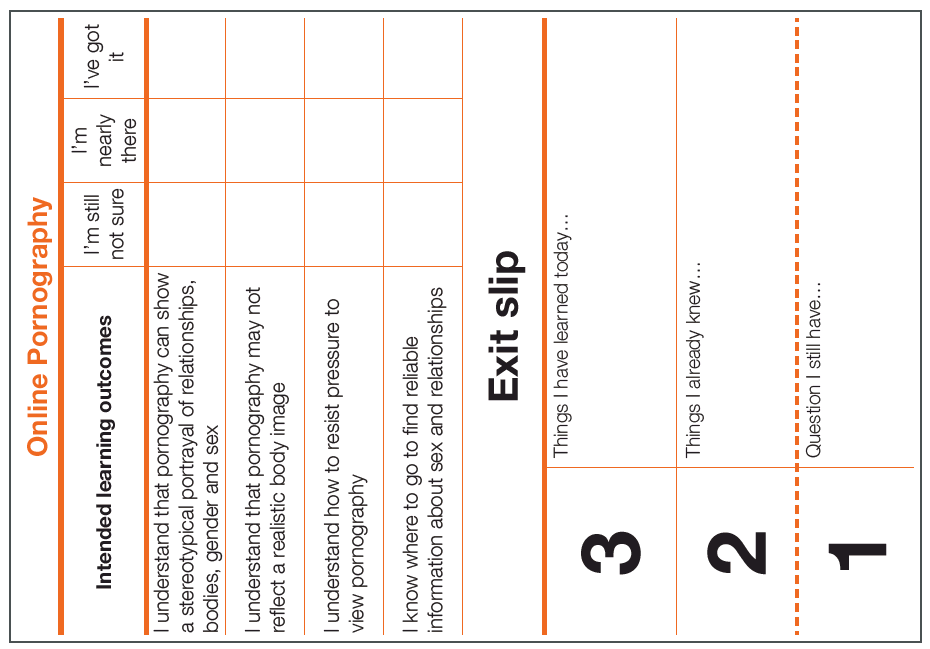 Online Pornography
Intended learning outcomes
I'm still
not sure
I'm
nearly
there
I've got
it
I understand that pornography can show
a stereotypical portrayal of relationships,
bodies, gender and sex
I understand that pornography may not
reflect a realistic body image
I understand how to resist pressure to
view pornography
I know where to go to find reliable
information about sex and relationships
Exit slip
3
Things I have learned today…
2
Things I already knew…
1
Question I still have…